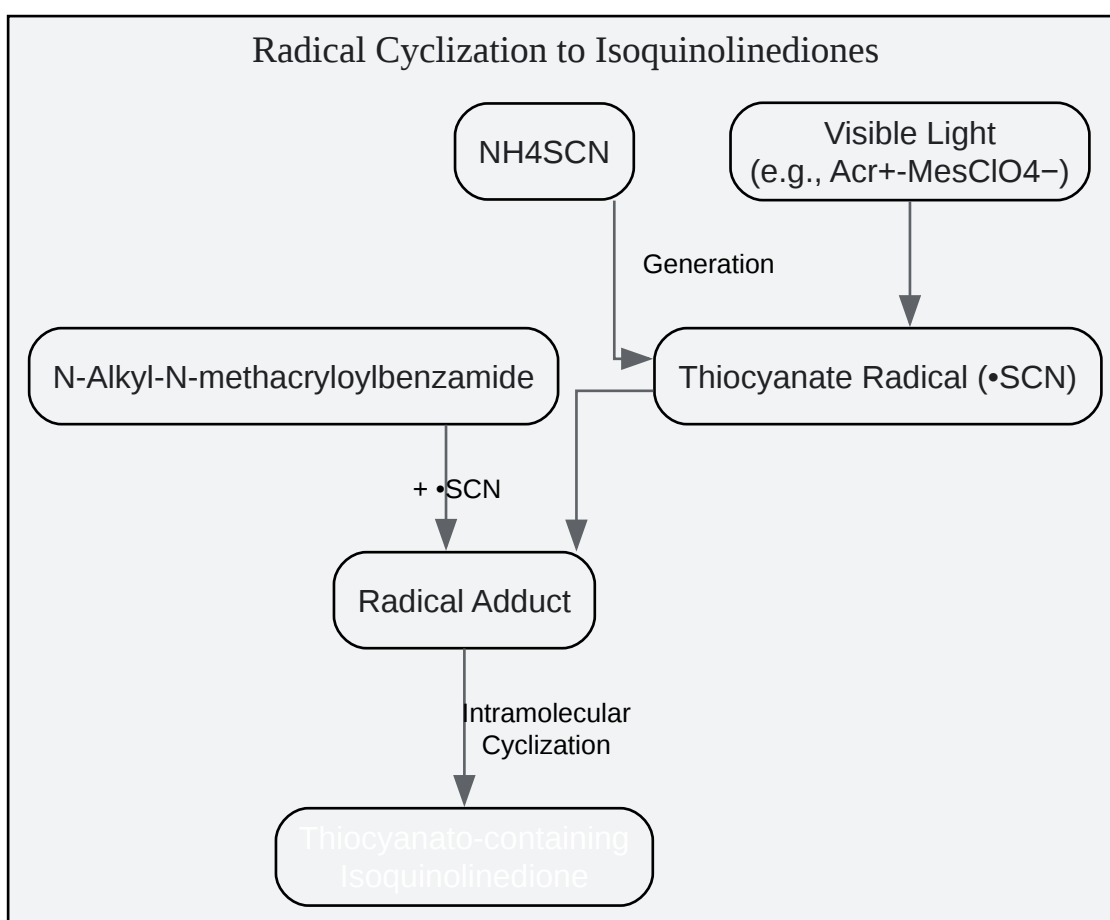 Radical Cyclization to Isoquinolinediones
NH4SCN
Visible Light
(e.g., Acr+-MesClO4−)
Generation
N-Alkyl-N-methacryloylbenzamide
Thiocyanate Radical (•SCN)
+ •SCN
Radical Adduct
Intramolecular
Cyclization
Thiocyanato-containing
Isoquinolinedione